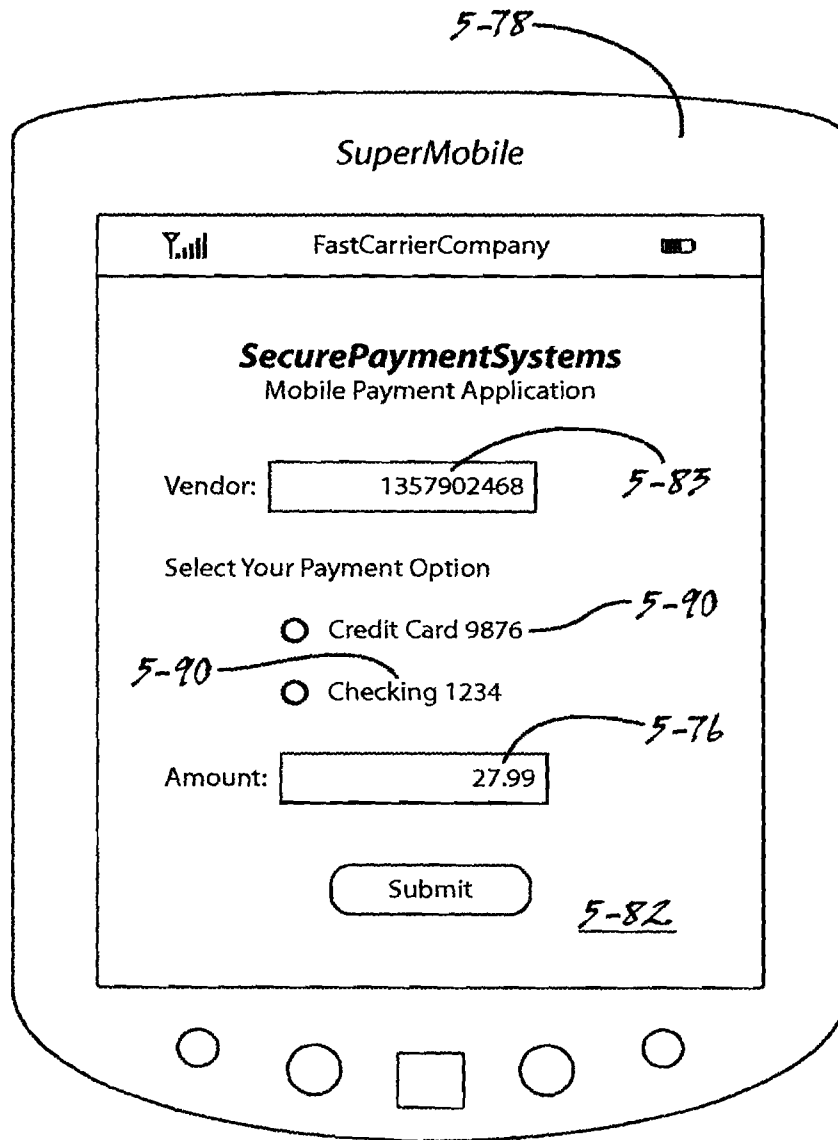 5-78
SuperMobile
FastCarrierCompany
SecurePaymentSystems
Mobile Payment Application
Vendor: 1357902468
5-83
Select Your Payment Option
Credit Card 9876
5-90
5-90
Checking 1234
5-76
Amount: 27.99
Submit
5-82